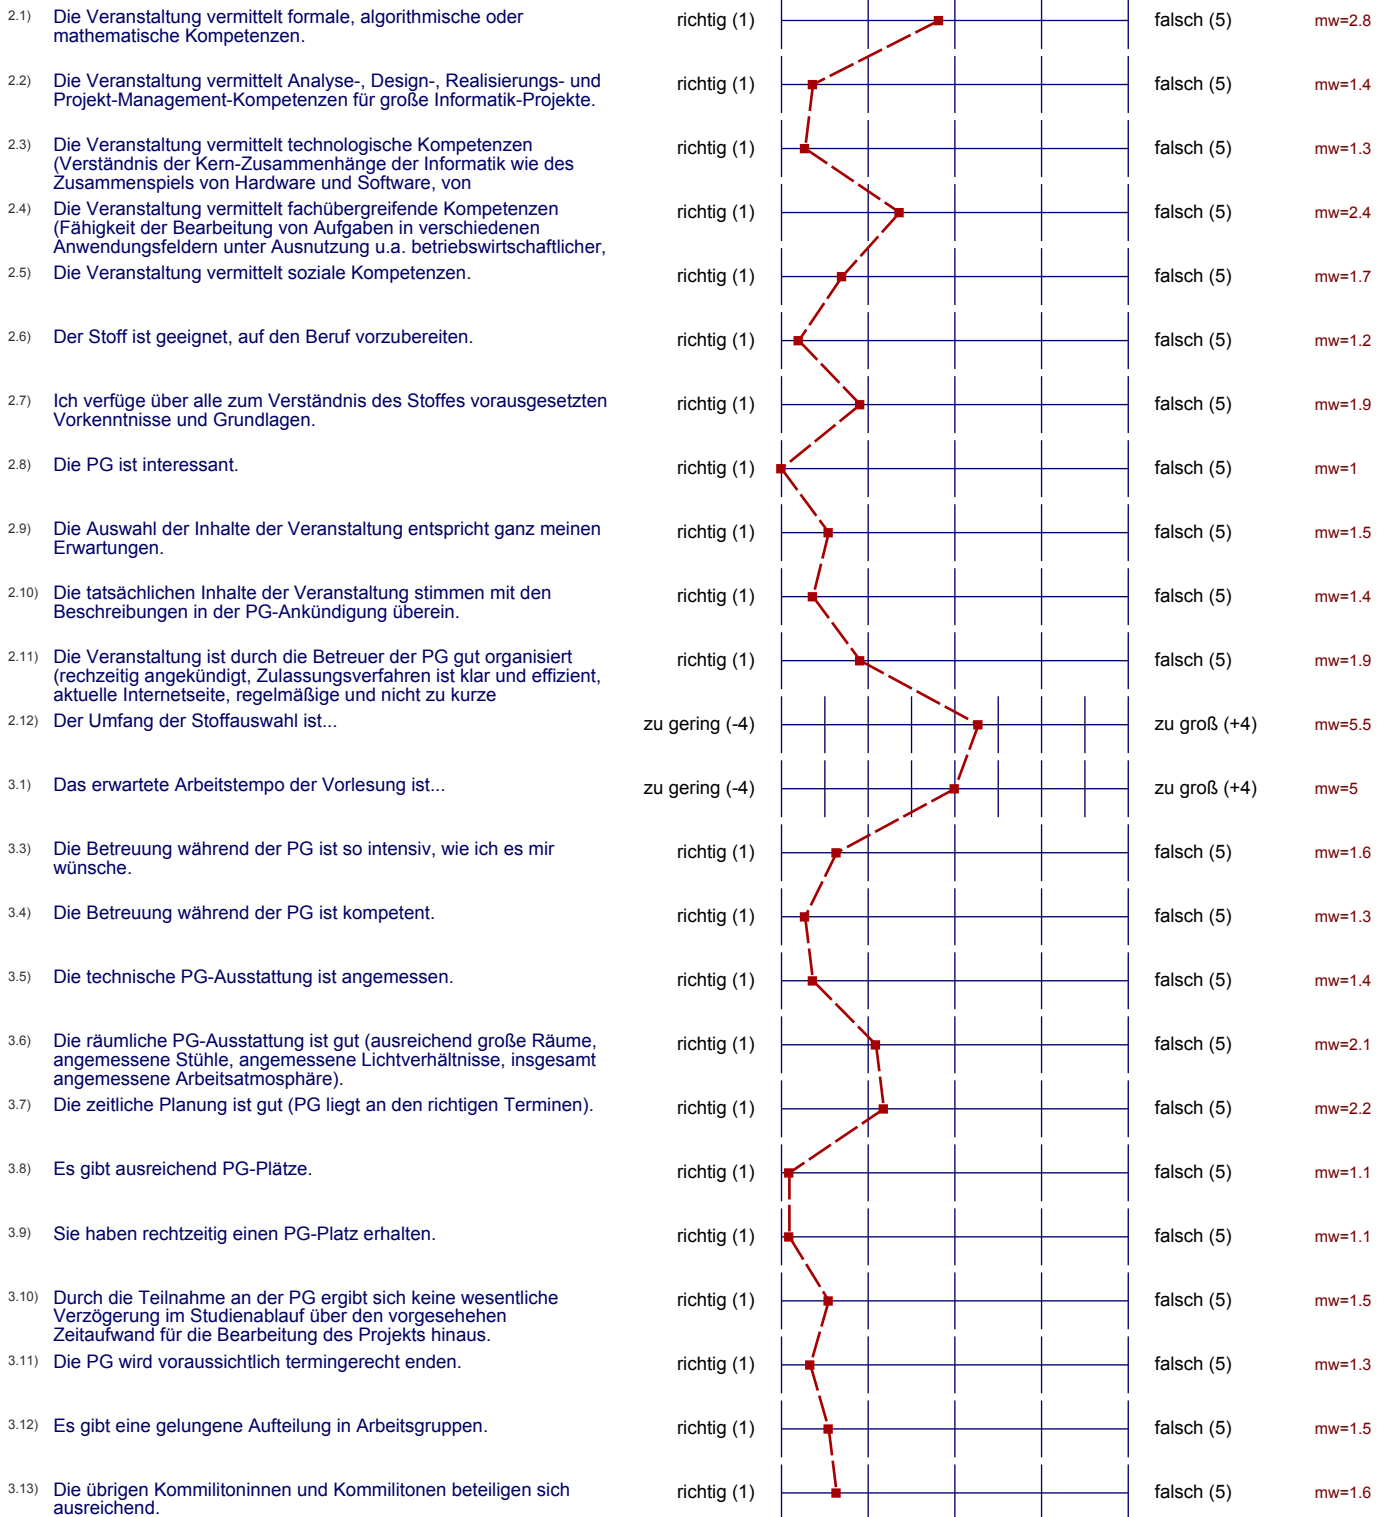 2.1) Die Veranstaltung vermittelt formale, algorithmische oder richtig (1) falsch (5) mw=2.8
mathematische Kompetenzen.
2.2) Die Veranstaltung vermittelt Analyse-, Design-, Realisierungs- und richtig (1) falsch (5) mw=1.4
Projekt-Management-Kompetenzen für große Informatik-Projekte.
2.3) Die Veranstaltung vermittelt technologische Kompetenzen richtig (1) falsch (5) mw=1.3
(Verständnis der Kern-Zusammenhänge der Informatik wie des
Zusammenspiels von Hardware und Software, von
2.4) Die Veranstaltung vermittelt fachübergreifende Kompetenzen richtig (1) falsch (5) mw=2.4
(Fähigkeit der Bearbeitung von Aufgaben in verschiedenen
Anwendungsfeldern unter Ausnutzung u.a. betriebswirtschaftlicher,
2.5) Die Veranstaltung vermittelt soziale Kompetenzen. richtig (1) falsch (5) mw=1.7
2.6) Der Stoff ist geeignet, auf den Beruf vorzubereiten. richtig (1) falsch (5) mw=1.2
2.7) Ich verfüge über alle zum Verständnis des Stoffes vorausgesetzten richtig (1) falsch (5) mw=1.9
Vorkenntnisse und Grundlagen.
2.8) Die PG ist interessant. richtig (1) falsch (5) mw=1
2.9) Die Auswahl der Inhalte der Veranstaltung entspricht ganz meinen richtig (1) falsch (5) mw=1.5
Erwartungen.
2.10) Die tatsächlichen Inhalte der Veranstaltung stimmen mit den richtig (1) falsch (5) mw=1.4
Beschreibungen in der PG-Ankündigung überein.
2.11) Die Veranstaltung ist durch die Betreuer der PG gut organisiert richtig (1) falsch (5) mw=1.9
(rechzeitig angekündigt, Zulassungsverfahren ist klar und effizient,
aktuelle Internetseite, regelmäßige und nicht zu kurze
2.12) Der Umfang der Stoffauswahl ist... zu gering (-4) zu groß (+4) mw=5.5
3.1) Das erwartete Arbeitstempo der Vorlesung ist... zu gering (-4) zu groß (+4) mw=5
3.3) Die Betreuung während der PG ist so intensiv, wie ich es mir richtig (1) falsch (5) mw=1.6
wünsche.
3.4) Die Betreuung während der PG ist kompetent. richtig (1) falsch (5) mw=1.3
3.5) Die technische PG-Ausstattung ist angemessen. richtig (1) falsch (5) mw=1.4
3.6) Die räumliche PG-Ausstattung ist gut (ausreichend große Räume, richtig (1) falsch (5) mw=2.1
angemessene Stühle, angemessene Lichtverhältnisse, insgesamt
angemessene Arbeitsatmosphäre).
3.7) Die zeitliche Planung ist gut (PG liegt an den richtigen Terminen). richtig (1) falsch (5) mw=2.2
3.8) Es gibt ausreichend PG-Plätze. richtig (1) falsch (5) mw=1.1
3.9) Sie haben rechtzeitig einen PG-Platz erhalten. richtig (1) falsch (5) mw=1.1
3.10) Durch die Teilnahme an der PG ergibt sich keine wesentliche richtig (1) falsch (5) mw=1.5
Verzögerung im Studienablauf über den vorgesehehen
Zeitaufwand für die Bearbeitung des Projekts hinaus.
3.11) Die PG wird voraussichtlich termingerecht enden. richtig (1) falsch (5) mw=1.3
3.12) Es gibt eine gelungene Aufteilung in Arbeitsgruppen. richtig (1) falsch (5) mw=1.5
3.13) Die übrigen Kommilitoninnen und Kommilitonen beteiligen sich richtig (1) falsch (5) mw=1.6
ausreichend.